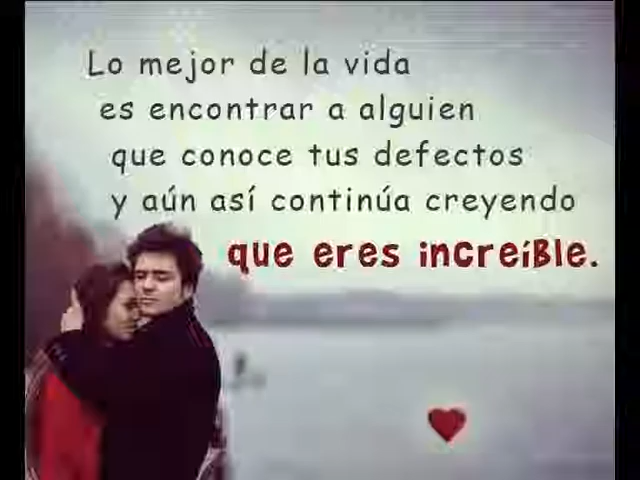 Lo mejor de la vida
es encontrar a alguien
que conoce tus defectos
y aún así continúa creyendo
que eres increíBle.